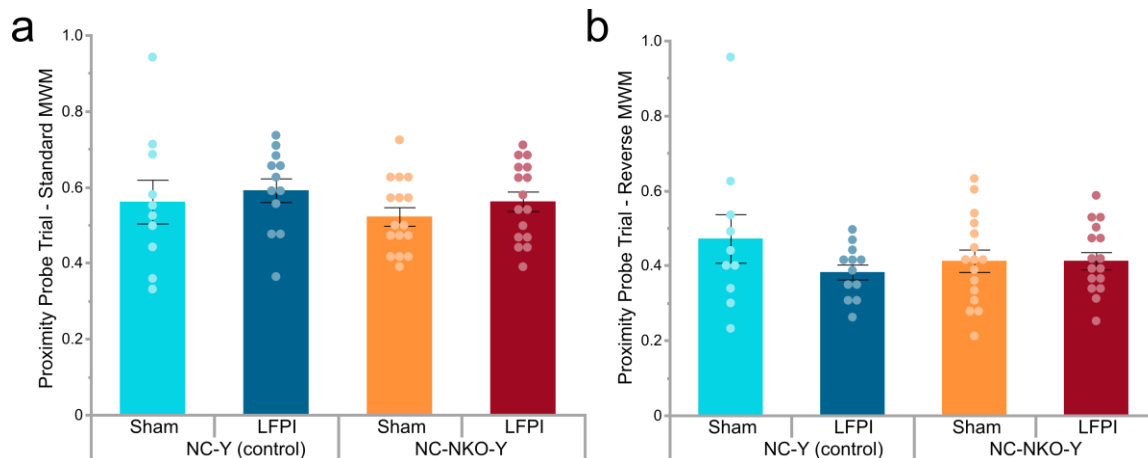 a
Proximity Probe Trial - Standard MWM
1.0
0.8
0.6
0.4
0.2
0
Sham LFPI Sham LFPI
NC-Y (control) NC-NKO-Y
b
Proximity Probe Trial - Reverse MWM
1.0
0.8
0.6
0.4
0.2
0
Sham LFPI Sham LFPI
NC-Y (control) NC-NKO-Y